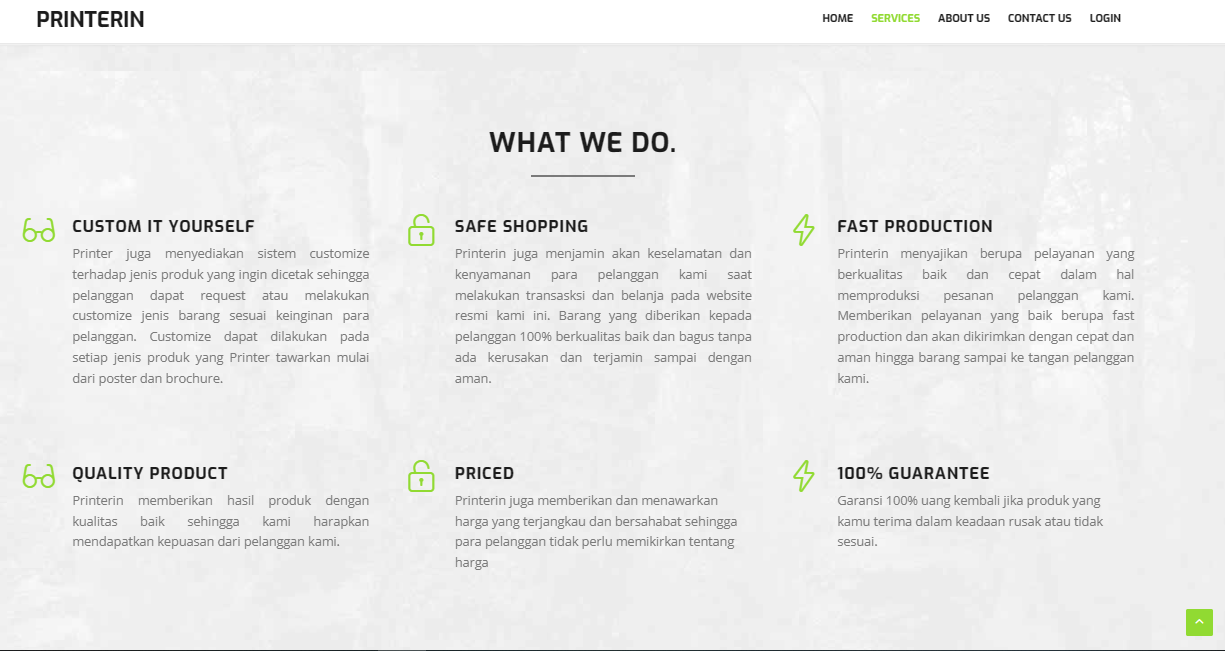 PRINTERIN
HOME SERVICES ABOUT US CONTACT US LOGIN
WHAT WE DO.
CUSTOM IT YOURSELF
Printer juga menyediakan sistem customize
terhadap jenis produk yang ingin dicetak sehingga
pelanggan dapat request atau melakukan
customize jenis barang sesuai keinginan para
pelanggan. Customize dapat dilakukan pada
setiap jenis produk yang Printer tawarkan mulai
dari poster dan brochure.
SAFE SHOPPING
Printerin juga menjamin akan keselamatan dan
kenyamanan para pelanggan kami saat
melakukan transasksi dan belanja pada website
resmi kami ini. Barang yang diberikan kepada
pelanggan 100% berkualitas baik dan bagus tanpa
ada kerusakan dan terjamin sampai dengan
aman.
FAST PRODUCTION
Printerin menyajikan berupa pelayanan yang
berkualitas baik dan cepat dalam hal
memproduksi pesanan pelanggan kami.
Memberikan pelayanan yang baik berupa fast
production dan akan dikirimkan dengan cepat dan
aman hingga barang sampai ke tangan pelanggan
kami.
QUALITY PRODUCT
Printerin memberikan hasil produk dengan
kualitas baik sehingga kami harapkan
mendapatkan kepuasan dari pelanggan kami.
PRICED
Printerin juga memberikan dan menawarkan
harga yang terjangkau dan bersahabat sehingga
para pelanggan tidak perlu memikirkan tentang
harga
100% GUARANTEE
Garansi 100% uang kembali jika produk yang
kamu terima dalam keadaan rusak atau tidak
sesuai.